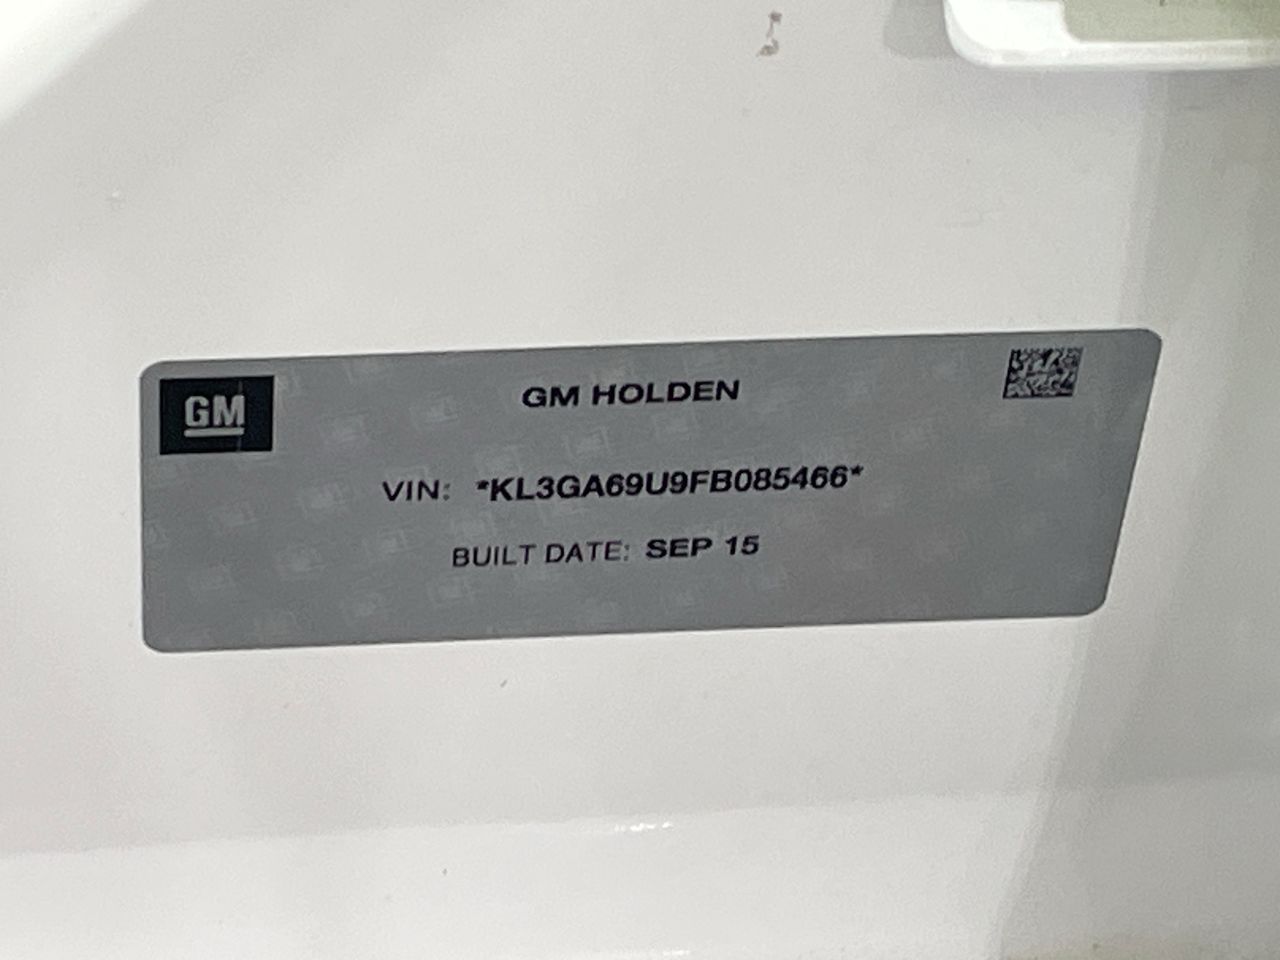 GM
GM HOLDEN
VIN: *KL3GA69U9FB085466*
BUILT DATE: SEP 15